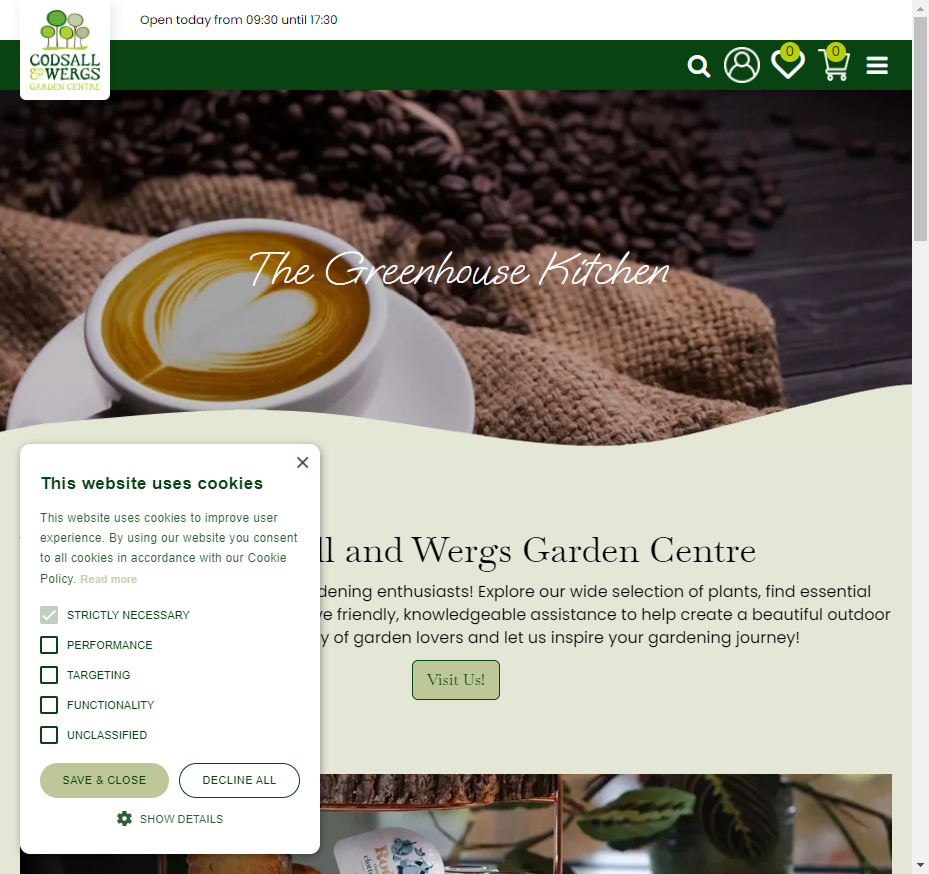 Open today from 09:30 until 17:30
CODSALL
& WERGS
GARDEN CENTRE
0
0
The Greenhouse Kitchen
ll and Wergs Garden Centre
dening enthusiasts! Explore our wide selection of plants, find essential
ve friendly, knowledgeable assistance to help create a beautiful outdoor
y of garden lovers and let us inspire your gardening journey!
Visit Us!
×
This website uses cookies
This website uses cookies to improve user
experience. By using our website you consent
to all cookies in accordance with our Cookie
Policy. Read more
STRICTLY NECESSARY
PERFORMANCE
TARGETING
FUNCTIONALITY
UNCLASSIFIED
SAVE & CLOSE
DECLINE ALL
SHOW DETAILS